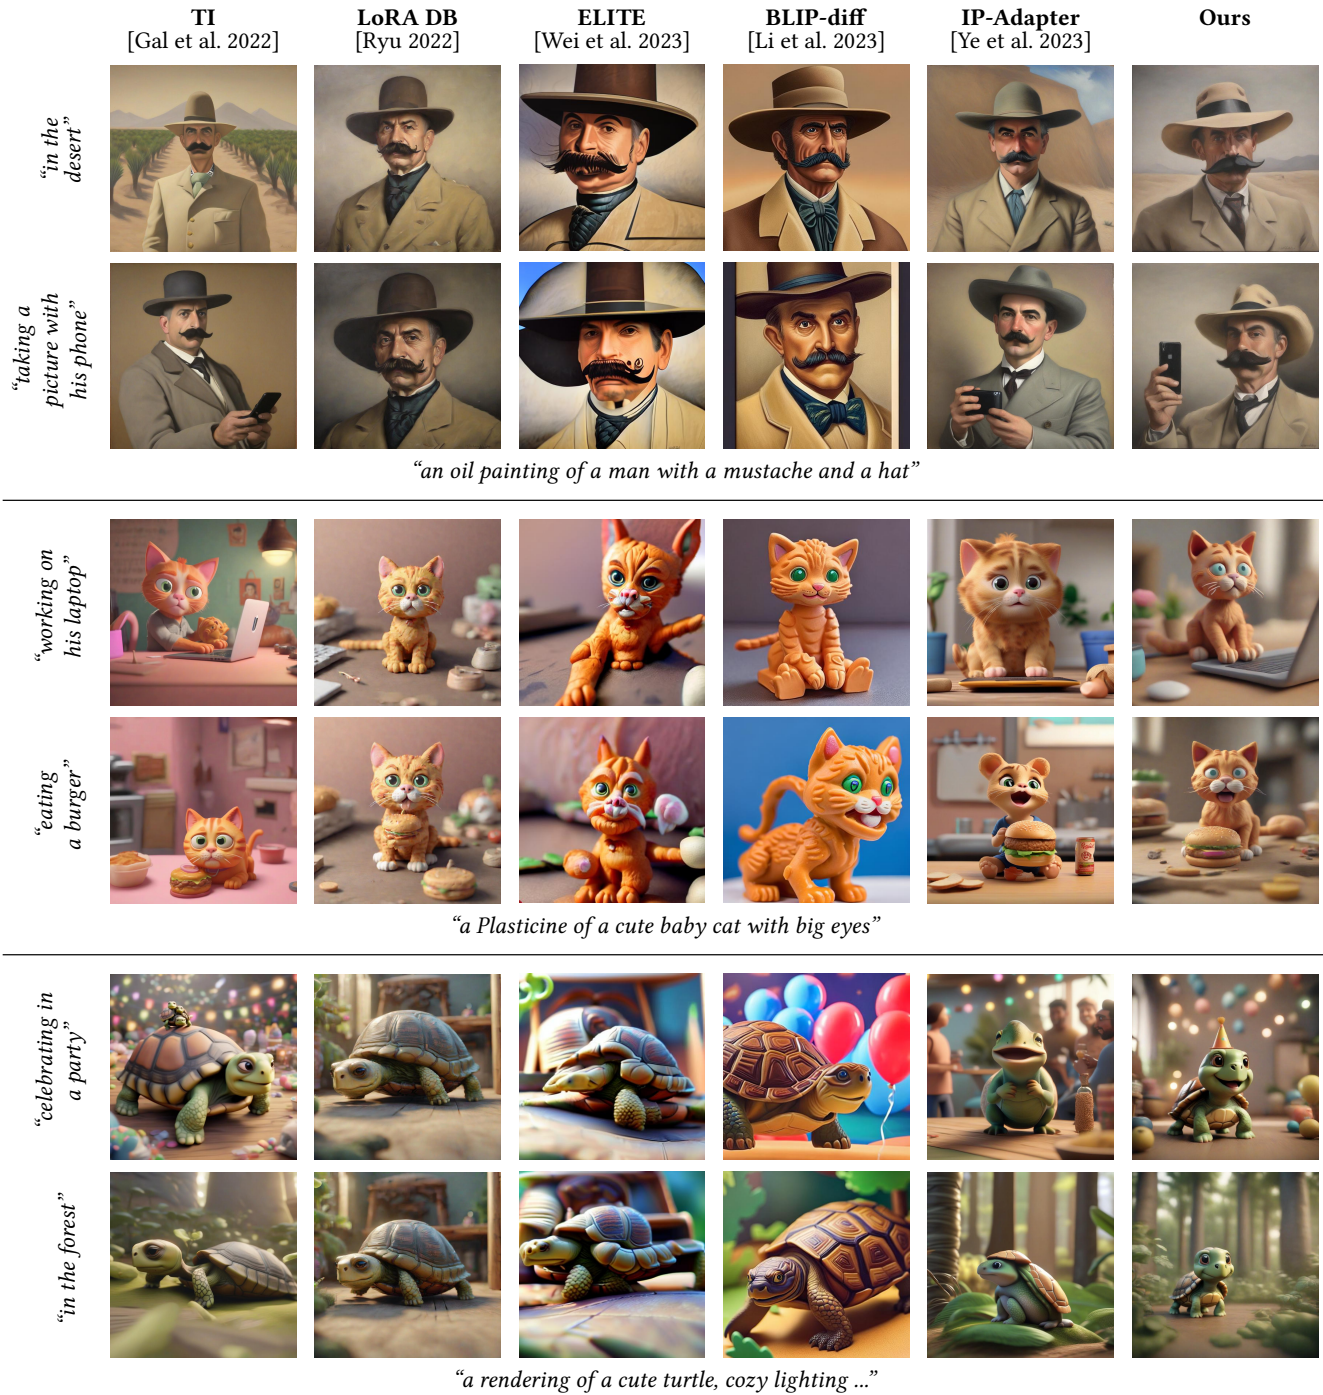 TI
[Gal et al. 2022]
LoRA DB
[Ryu 2022]
ELITE
[Wei et al. 2023]
BLIP-diff
[Li et al. 2023]
IP-Adapter
[Ye et al. 2023]
Ours
“in the
desert”
“taking a
picture with
his phone”
“an oil painting of a man with a mustache and a hat”
“working on
his laptop”
“eating
a burger”
“a Plasticine of a cute baby cat with big eyes”
“celebrating in
a party”
“in the forest”
“a rendering of a cute turtle, cozy lighting ...”